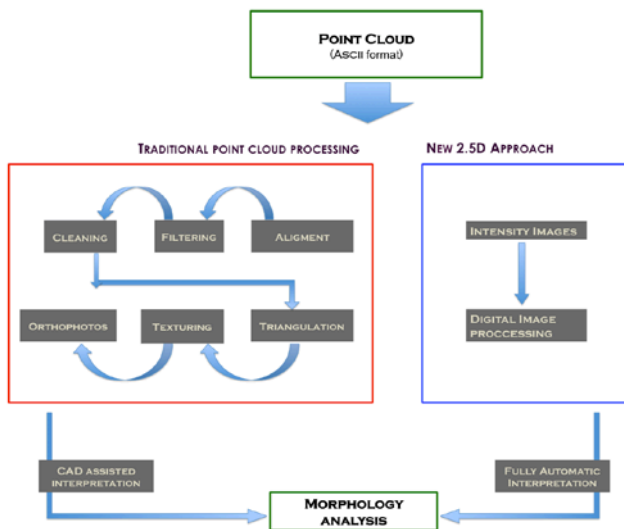 POINT CLOUD
(ASCII format)
TRADITIONAL POINT CLOUD PROCESSING
NEW 2.5D APPROACH
CLEANING
FILTERING
ALIGMENT
INTENSITY IMAGES
ORTHOPHOTOS
TEXTURING
TRIANGULATION
DIGITAL IMAGE
PROCCESSING
CAD ASSISTED
INTERPRETATION
FULLY AUTOMATIC
INTERPRETATION
MORPHOLOGY
ANALYSIS